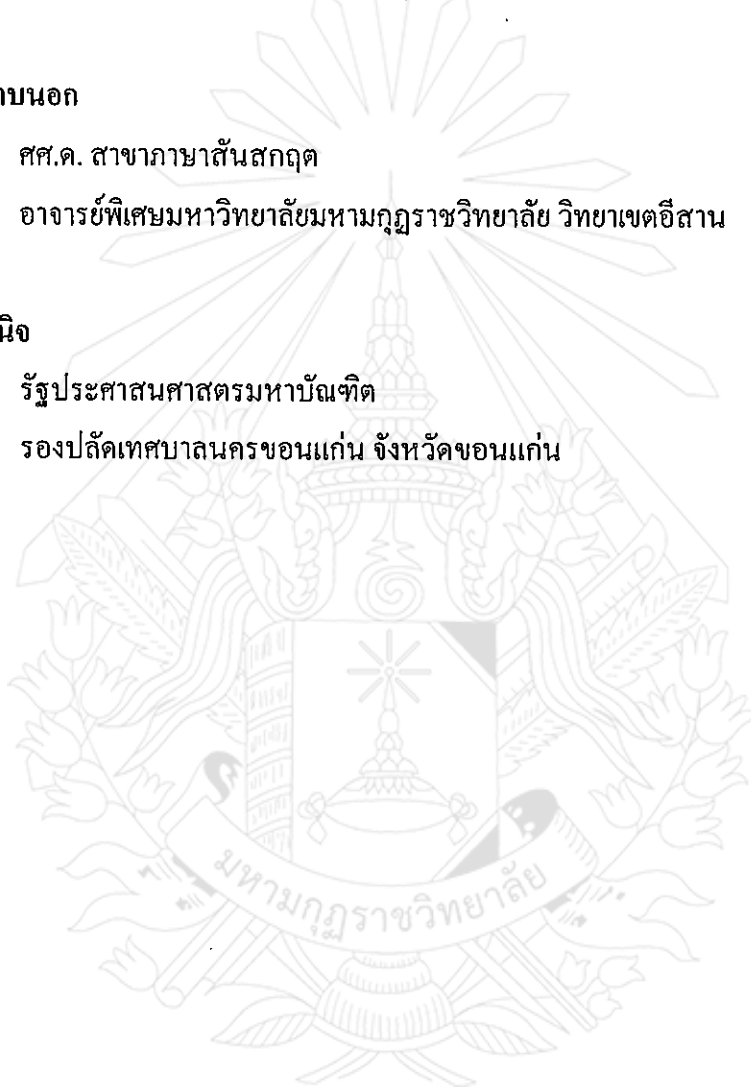 าบนอก
ศศ.ด. สาขาภาษาสันสกฤต
อาจารย์พิเศษมหาวิทยาลัยมหามกุฏราชวิทยาลัย วิทยาเขตอีสาน
นิจ
รัฐประศาสนศาสตรมหาบัณฑิต
รองปลัดเทศบาลนครขอนแก่น จังหวัดขอนแก่น
มหามกุฏราชวิทยาลัย